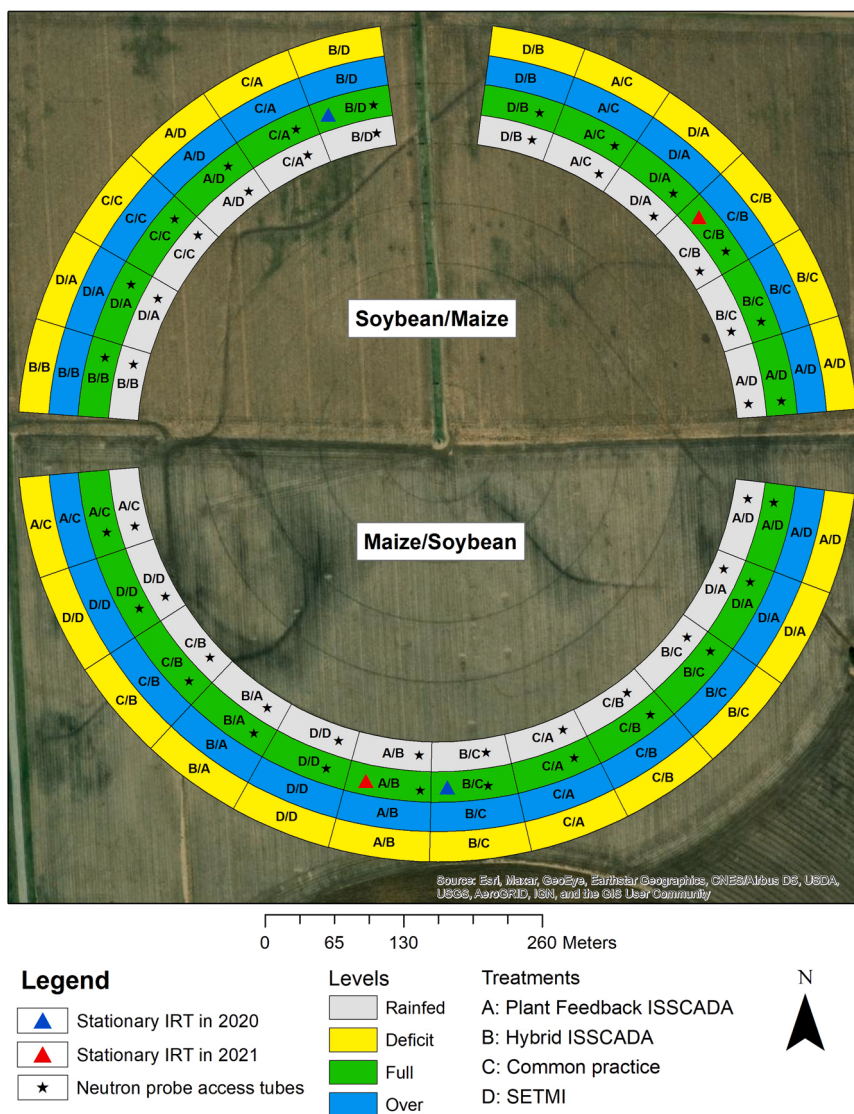 B/D
B/D
B/D
B/D
C/A
C/A
C/A
C/A
A/D
A/D
A/D
A/D
C/C
C/C
C/C
C/C
D/A
D/A
D/A
D/A
B/B
B/B
B/B
B/B
D/B
D/B
D/B
D/B
A/C
A/C
A/C
A/C
D/A
D/A
D/A
D/A
C/B
C/B
C/B
C/B
B/C
B/C
B/C
B/C
A/D
A/D
A/D
A/D
Soybean/Maize
Maize/Soybean
A/C
A/C
A/C
A/C
D/D
D/D
D/D
D/D
C/B
C/B
C/B
C/B
B/A
B/A
B/A
B/A
D/D
D/D
D/D
D/D
A/B
A/B
A/B
A/B
B/C
B/C
B/C
B/C
C/A
C/A
C/A
C/A
C/B
C/B
C/B
C/B
B/C
B/C
B/C
B/C
D/A
D/A
D/A
D/A
A/D
A/D
A/D
A/D
Source: Esri, Maxar, GeoEye, Earthstar Geographics, CNES/Airbus DS, USDA,
USGS, AeroGRID, IGN, and the GIS User Community
0 65 130 260 Meters
Legend
Stationary IRT in 2020
Stationary IRT in 2021
Neutron probe access tubes
Levels
Rainfed
Deficit
Full
Over
Treatments
A: Plant Feedback ISSCADA
B: Hybrid ISSCADA
C: Common practice
D: SETMI
N